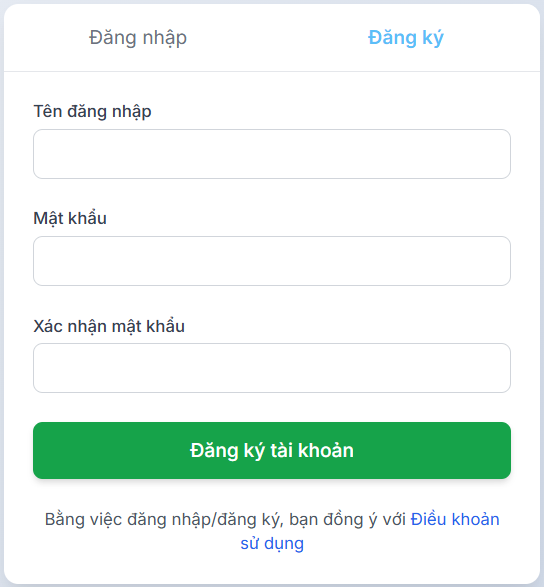 Đăng nhập
Đăng ký
Tên đăng nhập
Mật khẩu
Xác nhận mật khẩu
Đăng ký tài khoản
Bằng việc đăng nhập/đăng ký, bạn đồng ý với Điều khoản
sử dụng